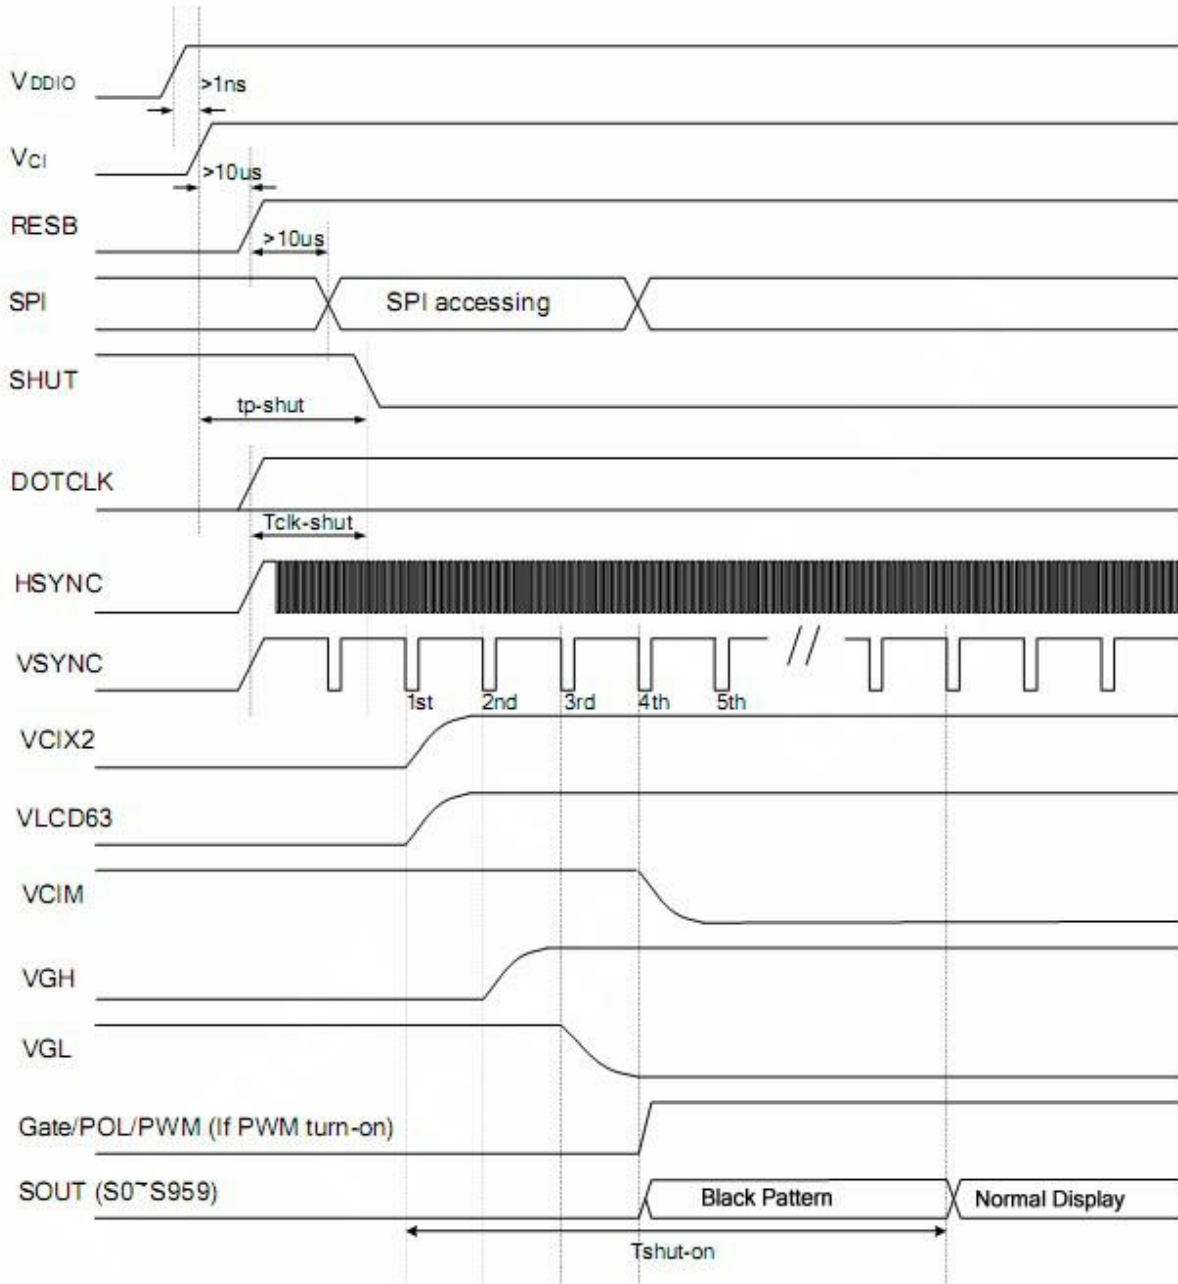 VDDIO
>1ns
VCI
>10us
RESB
>10us
SPI
SPI accessing
SHUT
tp-shut
DOTCLK
Tclk-shut
HSYNC
VSYNC
1st 2nd 3rd 4th 5th
VCIX2
VLCD63
VCIM
VGH
VGL
Gate/POL/PWM (If PWM turn-on)
SOUT (S0~S959)
Black Pattern
Normal Display
Tshut-on